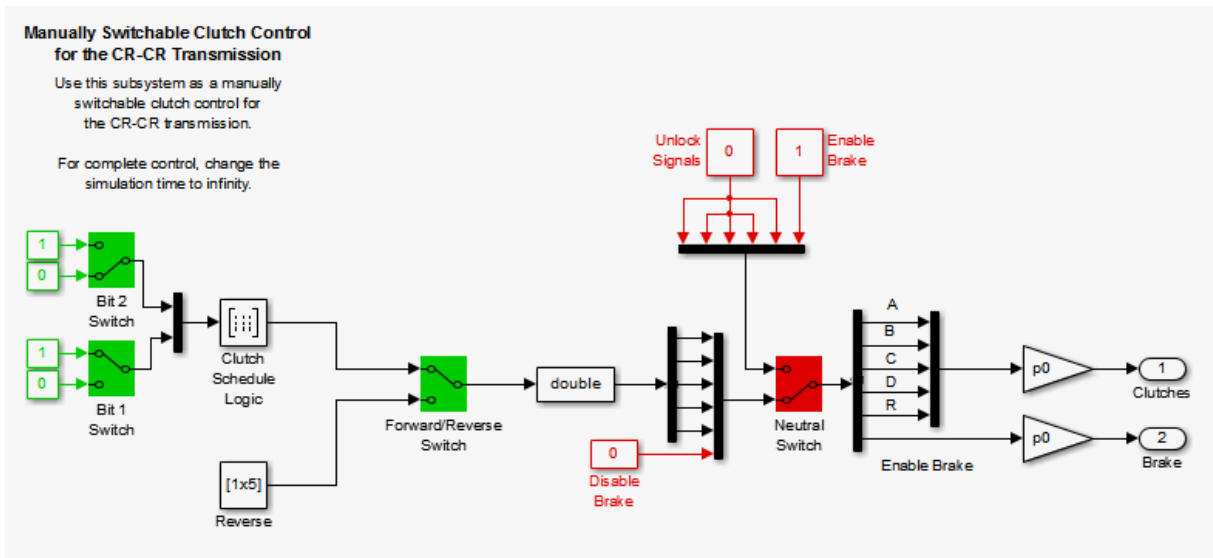 Manually Switchable Clutch Control
for the CR-CR Transmission
Use this subsystem as a manually
switchable clutch control for
the CR-CR transmission.
For complete control, change the
simulation time to infinity.
Unlock
Signals
0
1
Enable
Brake
1
0
Bit 2
Switch
1
0
Bit 1
Switch
Clutch
Schedule
Logic
[1x5]
Reverse
Forward/Reverse
Switch
double
0
Disable
Brake
Neutral
Switch
A
B
C
D
R
Enable Brake
p0
1
Clutches
p0
2
Brake